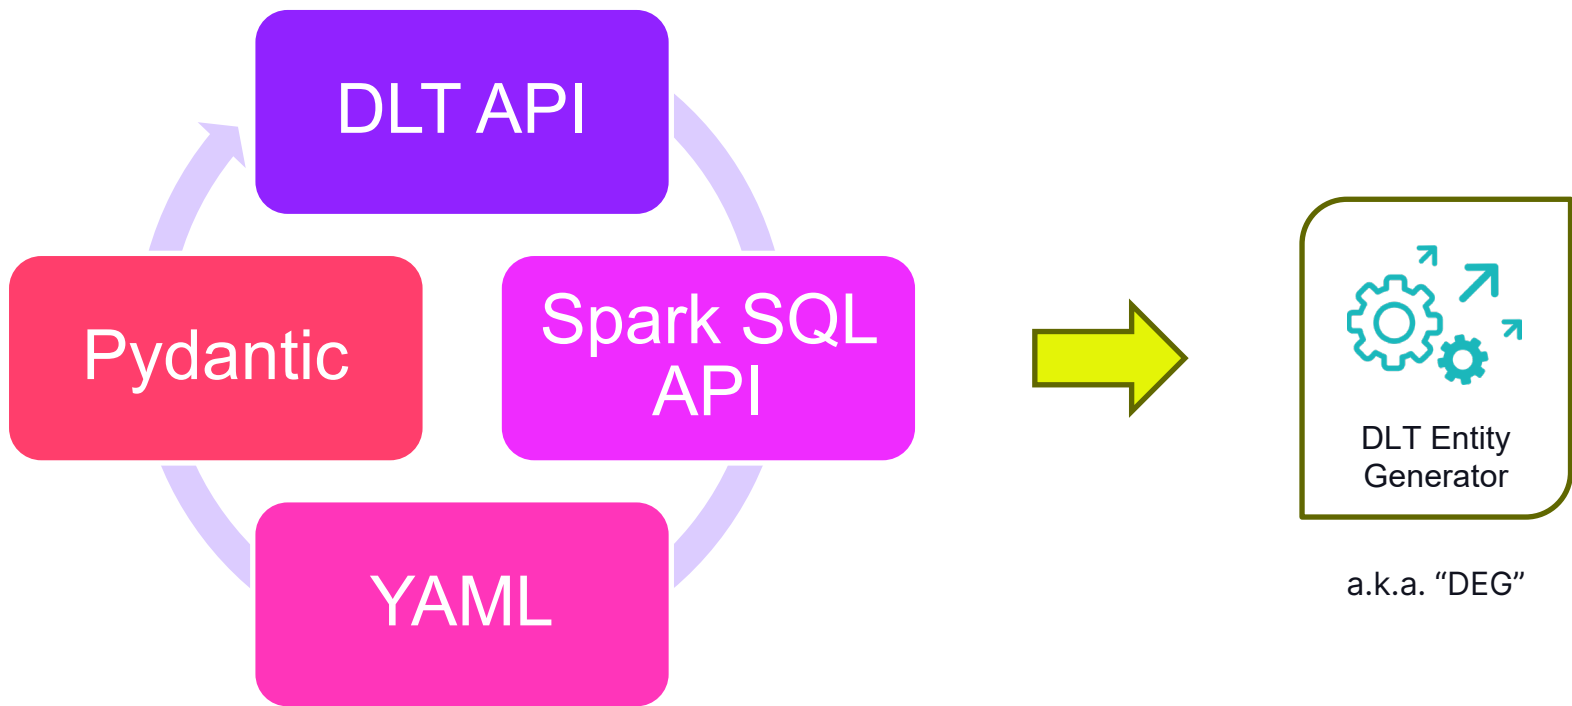 DLT API
Pydantic
Spark SQL
API
YAML
DLT Entity
Generator
a.k.a. “DEG”